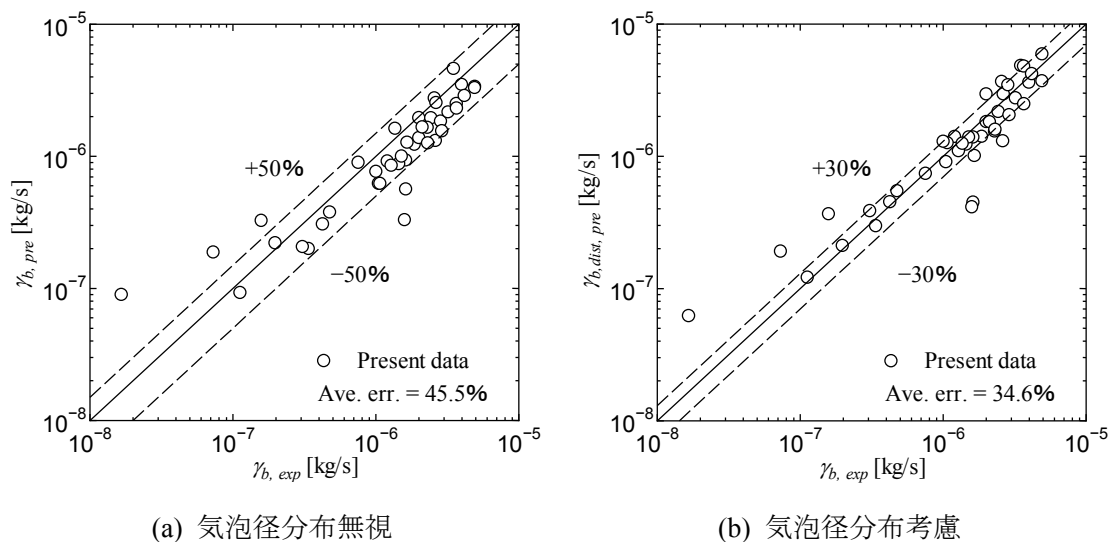 10⁻⁵
10⁻⁶
10⁻⁷
10⁻⁸
γb, pre [kg/s]
+50%
−50%
Present data
Ave. err. = 45.5%
10⁻⁸ 10⁻⁷ 10⁻⁶ 10⁻⁵
γb, exp [kg/s]
(a) 気泡径分布無視
10⁻⁵
10⁻⁶
10⁻⁷
10⁻⁸
γb,dist, pre [kg/s]
+30%
−30%
Present data
Ave. err. = 34.6%
10⁻⁸ 10⁻⁷ 10⁻⁶ 10⁻⁵
γb, exp [kg/s]
(b) 気泡径分布考慮